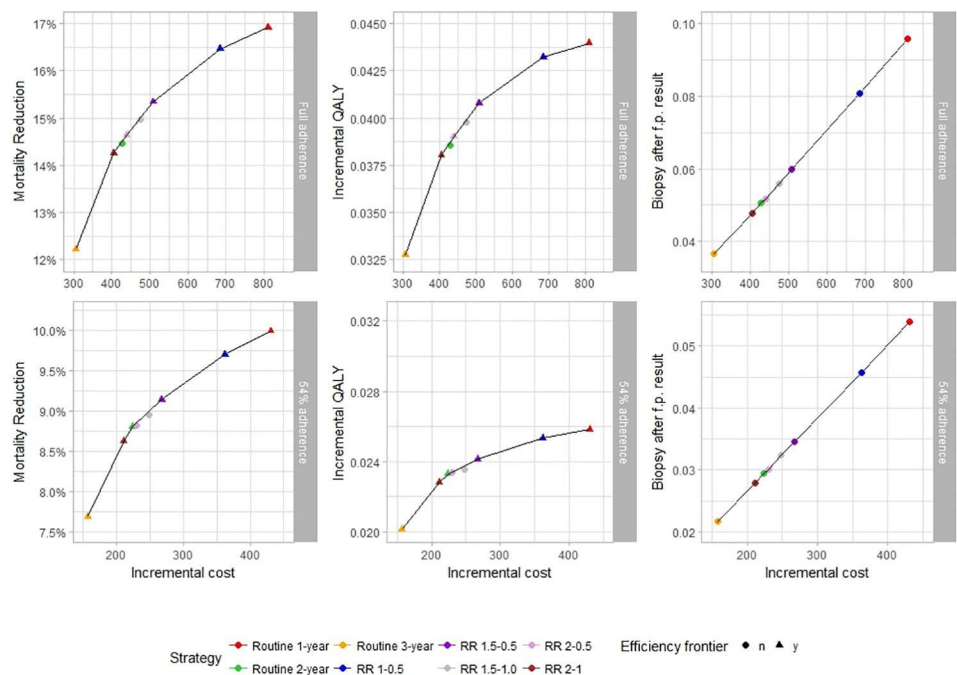 Mortality Reduction
17%
16%
15%
14%
13%
12%
300 400 500 600 700 800
Full adherence
Incremental QALY
0.0450
0.0425
0.0400
0.0375
0.0350
0.0325
300 400 500 600 700 800
Full adherence
Biopsy after f.p. result
0.10
0.08
0.06
0.04
300 400 500 600 700 800
Full adherence
Mortality Reduction
10.0%
9.5%
9.0%
8.5%
8.0%
7.5%
200 300 400
Incremental cost
54% adherence
Incremental QALY
0.032
0.028
0.024
0.020
200 300 400
Incremental cost
54% adherence
Biopsy after f.p. result
0.05
0.04
0.03
0.02
200 300 400
Incremental cost
54% adherence
Strategy
Routine 1-year Routine 3-year RR 1.5-0.5 RR 2-0.5
Routine 2-year RR 1-0.5 RR 1.5-1.0 RR 2-1
Efficiency frontier n y